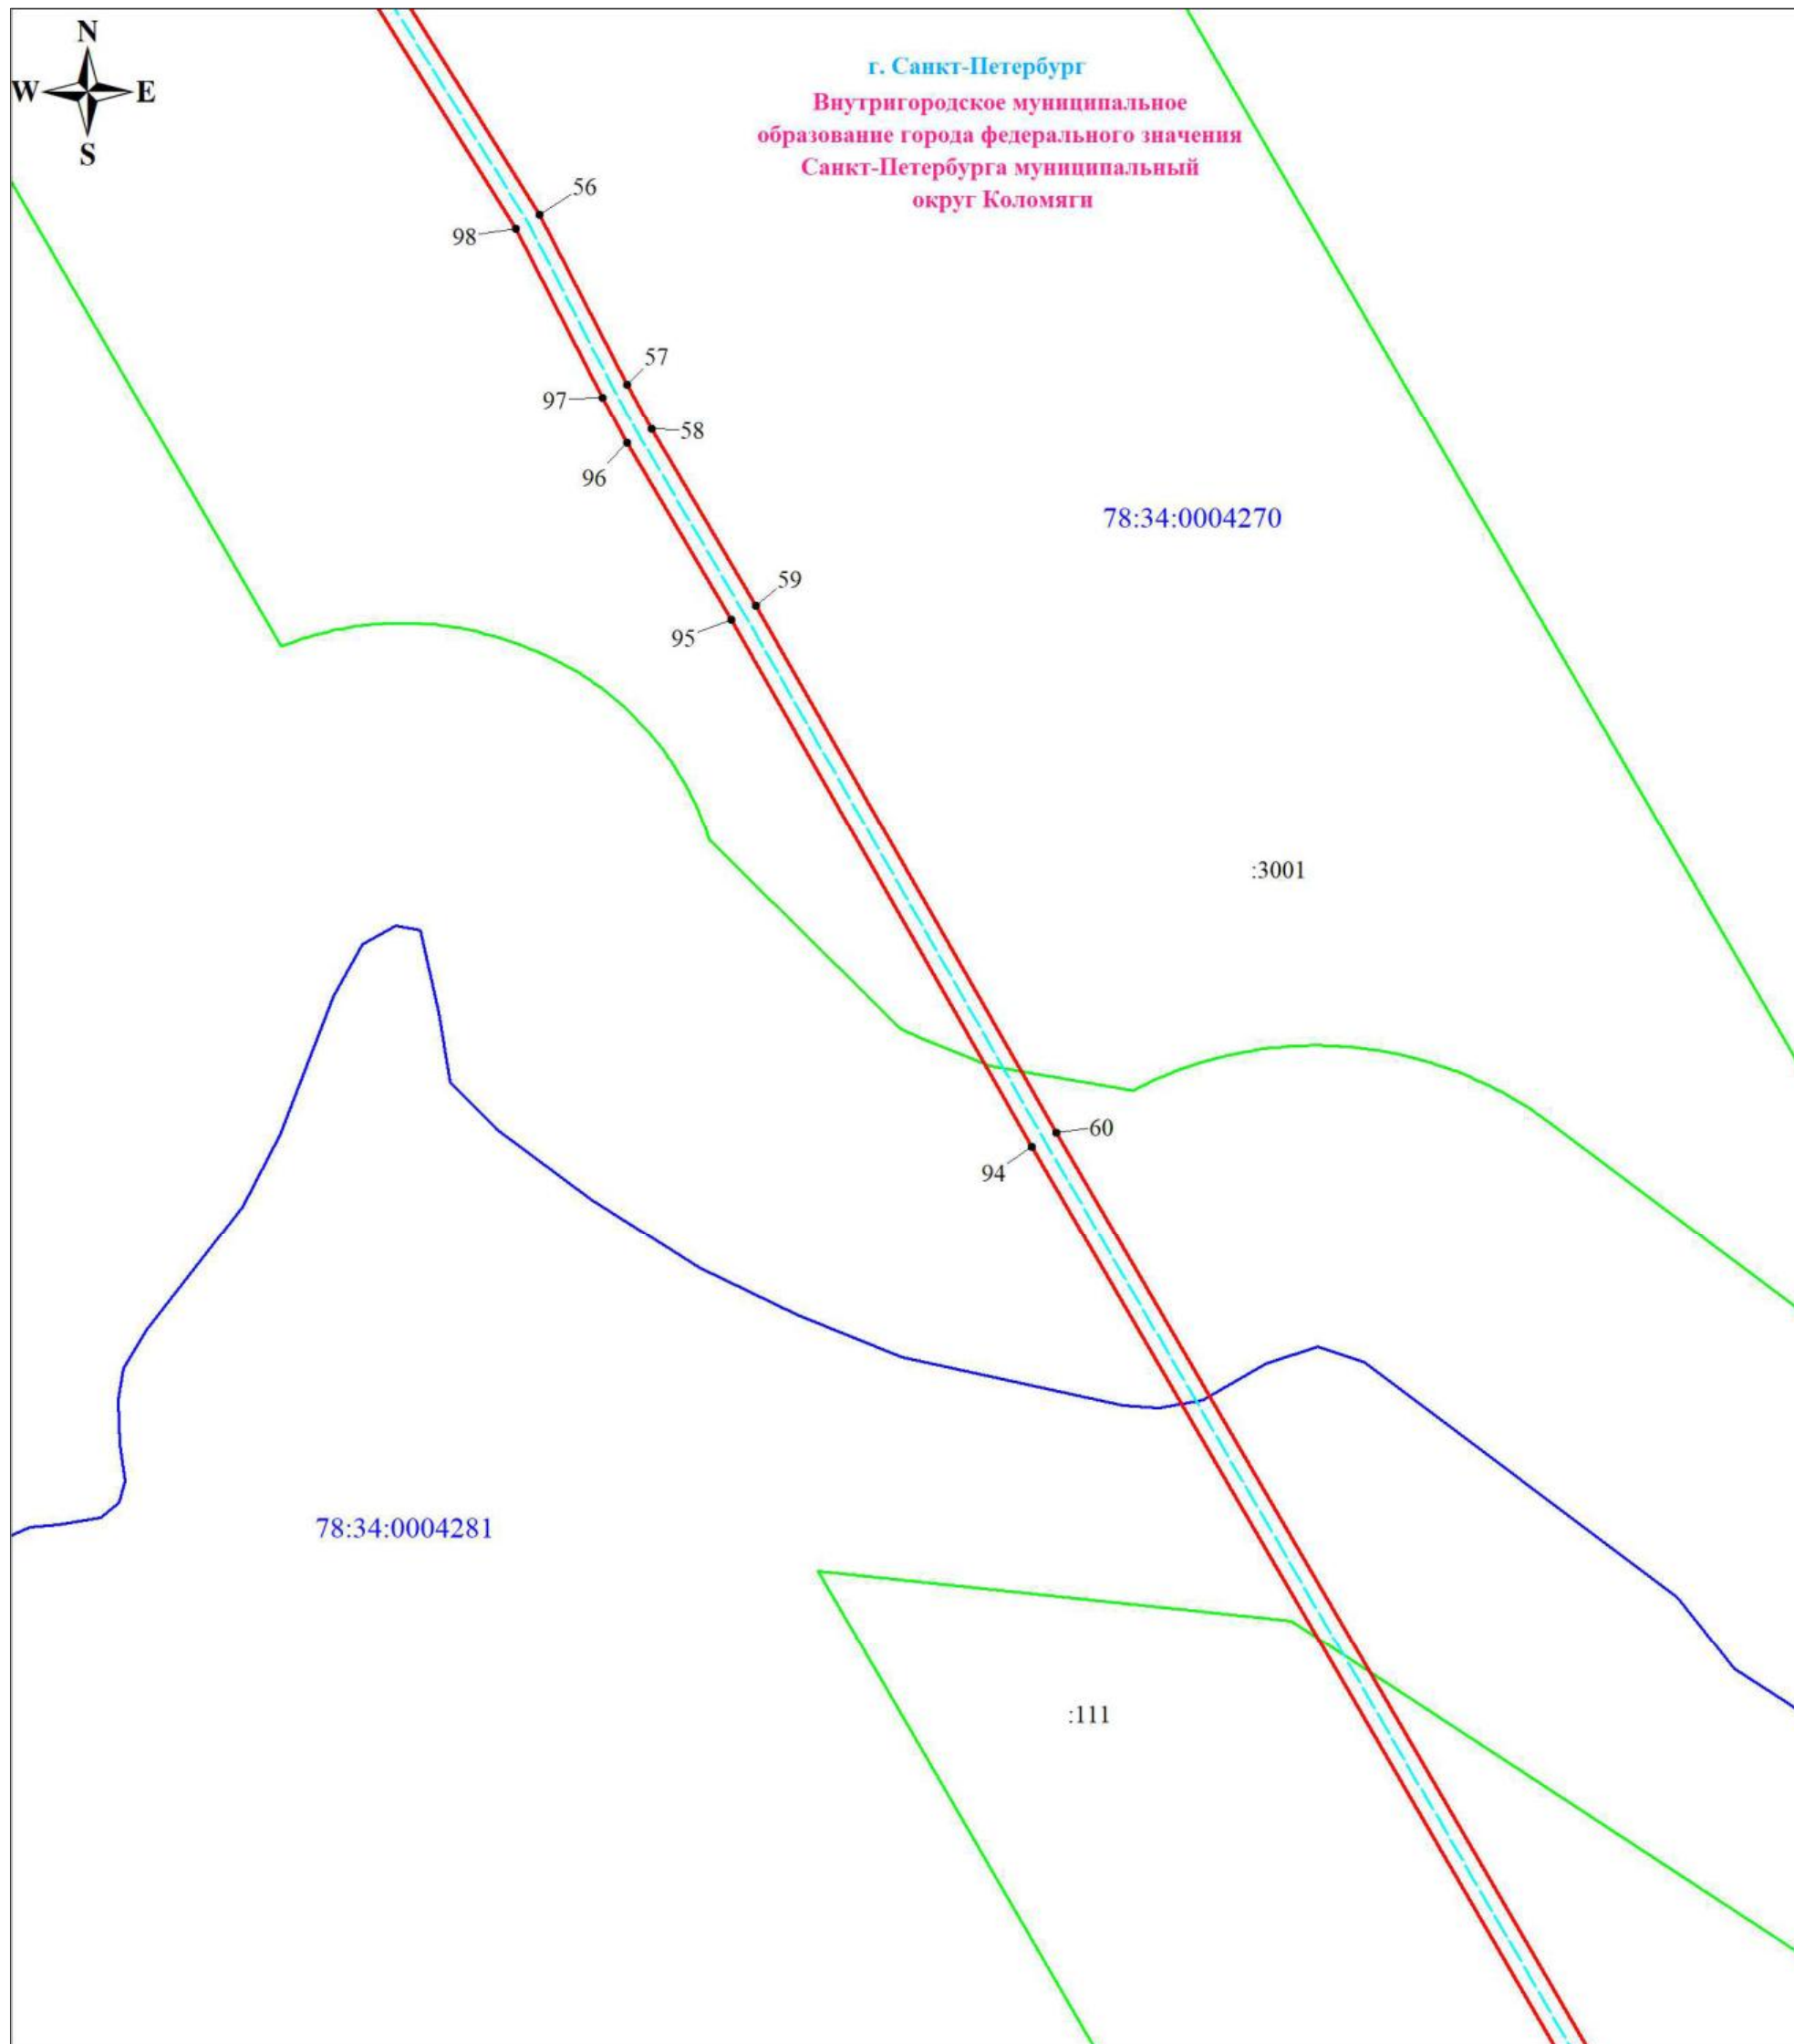 N
W E
S
г. Санкт-Петербург
Внутригородское муниципальное
образование города федерального значения
Санкт-Петербурга муниципальный
округ Коломяги
56
98
57
97
58
96
78:34:0004270
59
95
:3001
60
94
78:34:0004281
:111